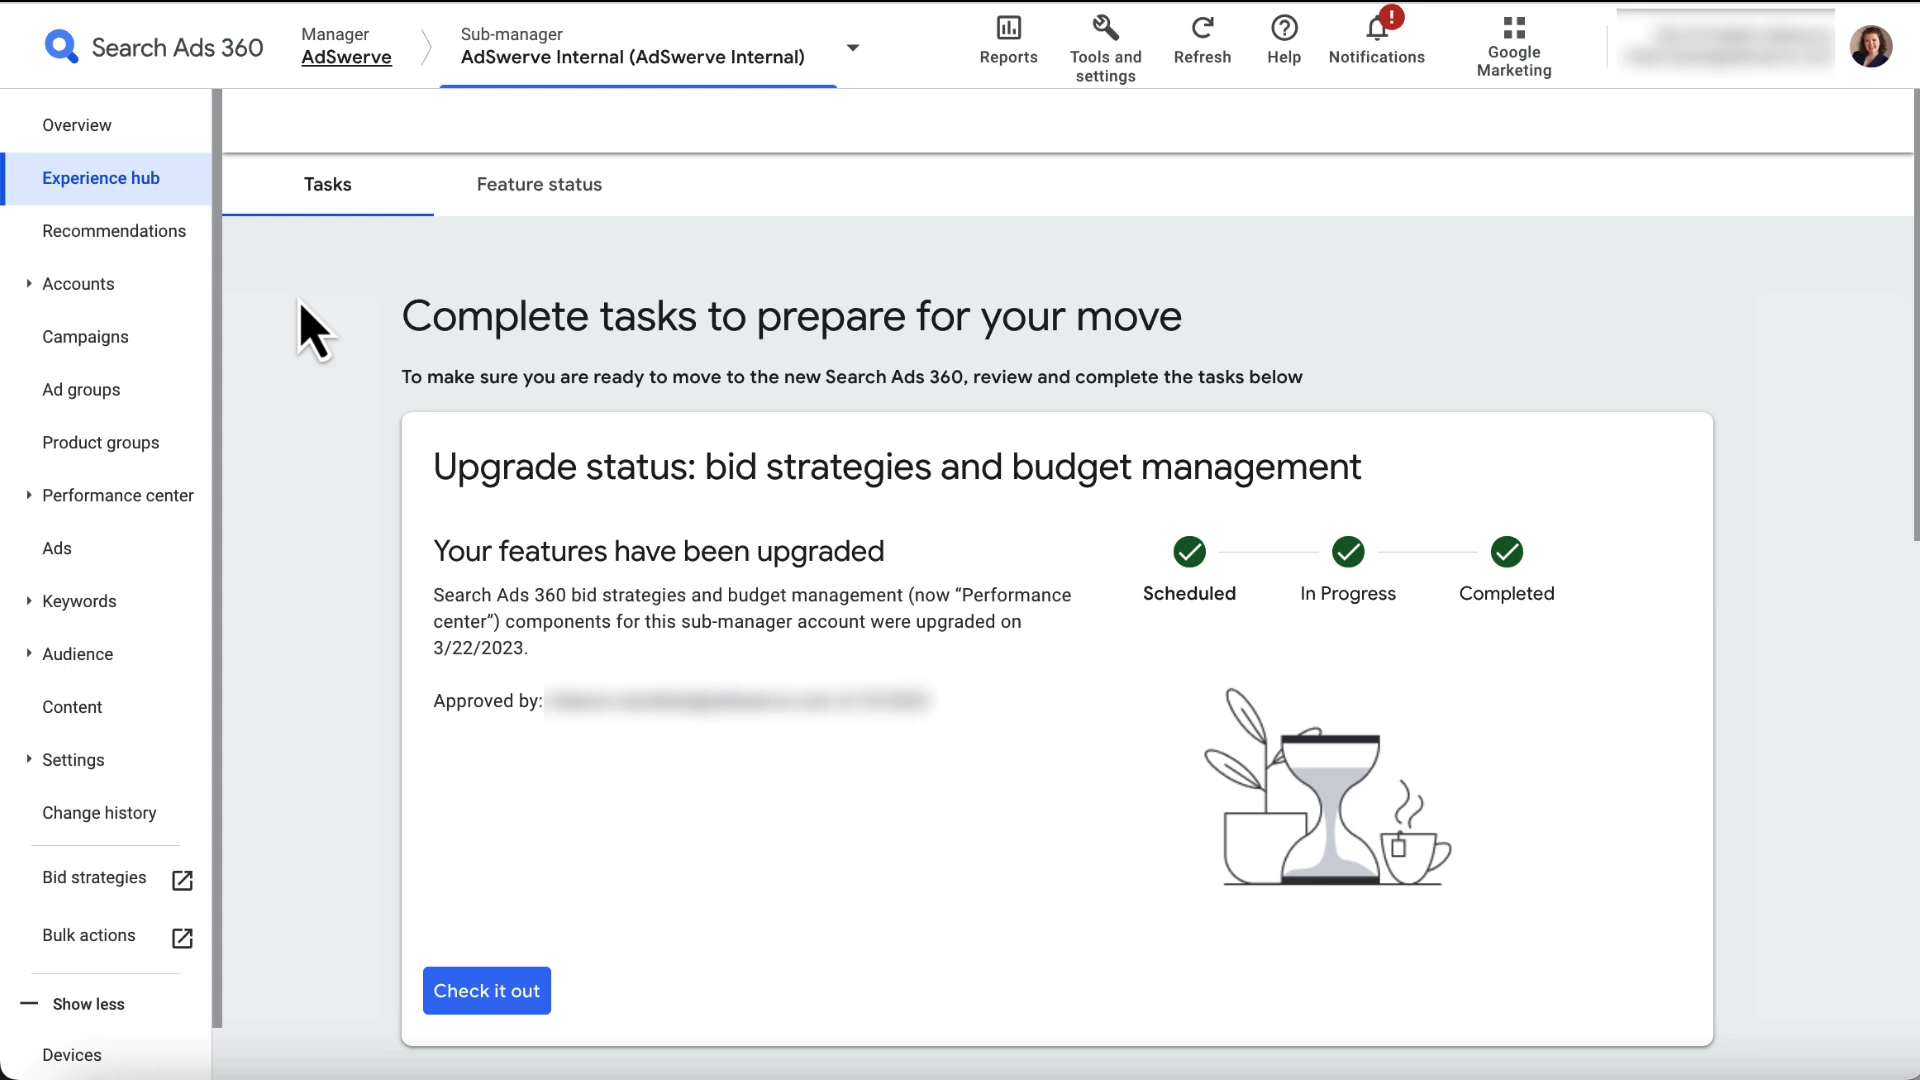 Search Ads 360
Manager
AdSwerve
Sub-manager
AdSwerve Internal (AdSwerve Internal)
Reports
Tools and
settings
Refresh
Help
!
Notifications
Google
Marketing
Overview
Experience hub
Recommendations
Accounts
Campaigns
Ad groups
Product groups
Performance center
Ads
Keywords
Audience
Content
Settings
Change history
Bid strategies
Bulk actions
Show less
Devices
Tasks
Feature status
Complete tasks to prepare for your move
To make sure you are ready to move to the new Search Ads 360, review and complete the tasks below
Upgrade status: bid strategies and budget management
Your features have been upgraded
Search Ads 360 bid strategies and budget management (now “Performance
center”) components for this sub-manager account were upgraded on
3/22/2023.
Approved by:
Scheduled
In Progress
Completed
Check it out